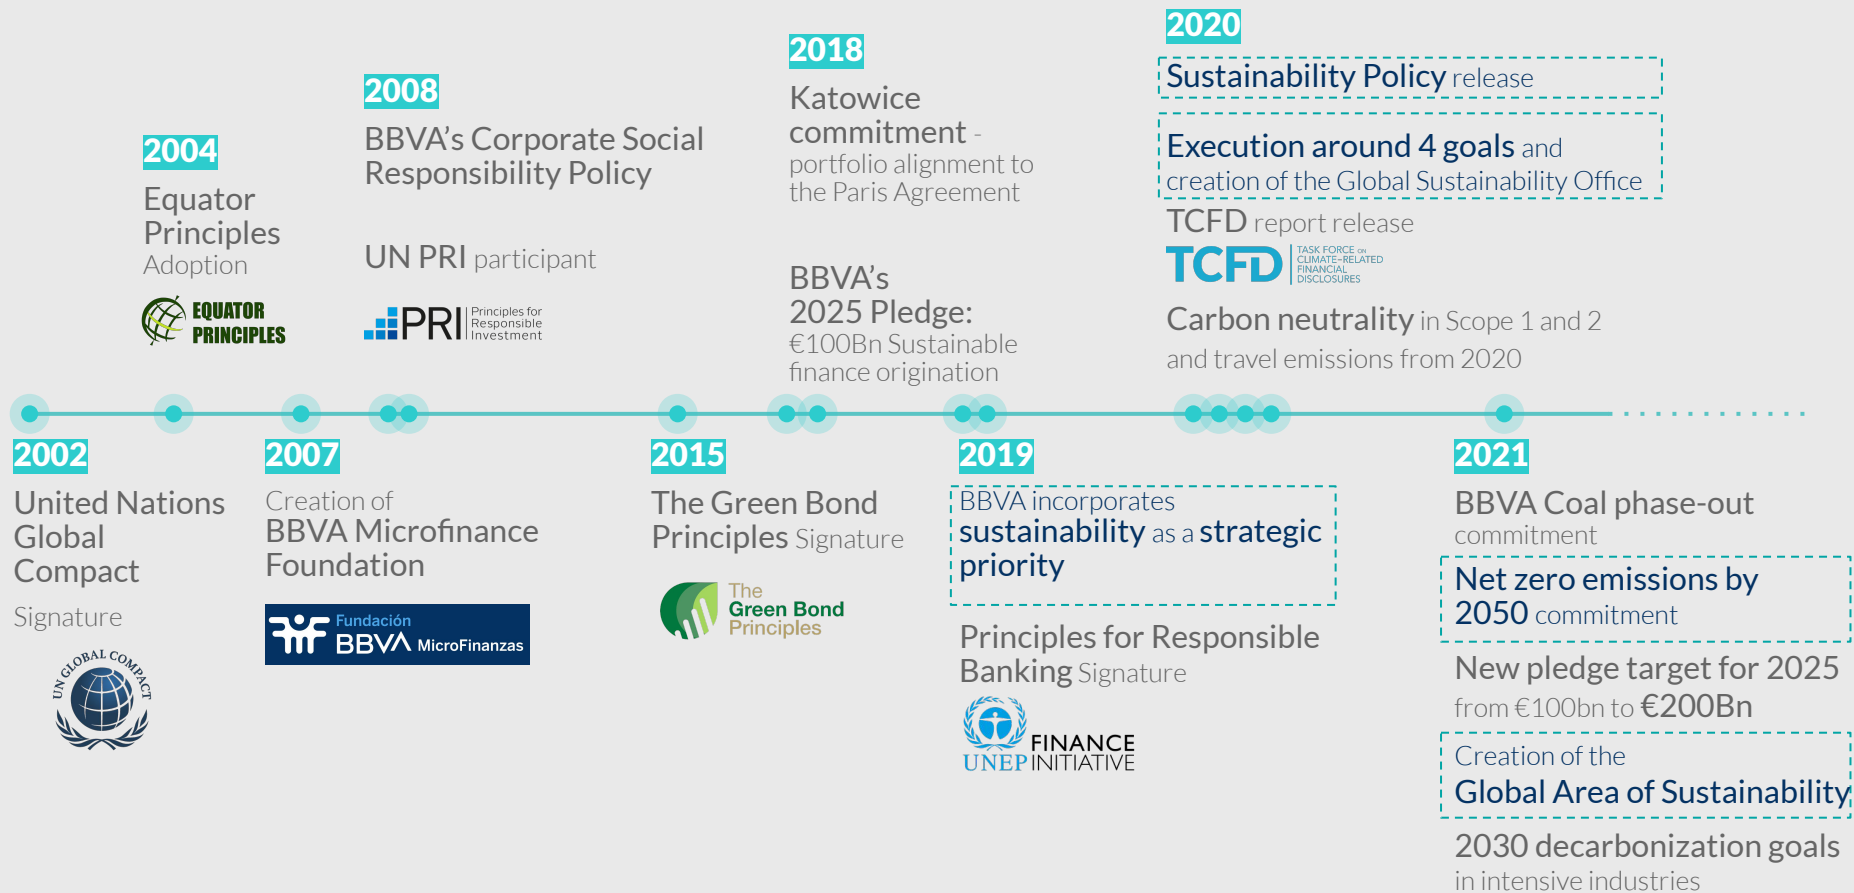 2002
United Nations
Global
Compact
Signature
UN GLOBAL COMPACT
2004
Equator
Principles
Adoption
EQUATOR
PRINCIPLES
2007
Creation of
BBVA Microfinance
Foundation
Fundación
BBVA MicroFinanzas
2008
BBVA’s Corporate Social
Responsibility Policy
UN PRI participant
PRI Principles for
Responsible
Investment
2015
The Green Bond
Principles Signature
The
Green Bond
Principles
2018
Katowice
commitment -
portfolio alignment to
the Paris Agreement
BBVA’s
2025 Pledge:
€100Bn Sustainable
finance origination
2019
BBVA incorporates
sustainability as a strategic
priority
Principles for Responsible
Banking Signature
FINANCE
UNEP INITIATIVE
2020
Sustainability Policy release
Execution around 4 goals and
creation of the Global Sustainability Office
TCFD report release
TCFD TASK FORCE ON
CLIMATE-RELATED
FINANCIAL
DISCLOSURES
Carbon neutrality in Scope 1 and 2
and travel emissions from 2020
2021
BBVA Coal phase-out
commitment
Net zero emissions by
2050 commitment
New pledge target for 2025
from €100bn to €200Bn
Creation of the
Global Area of Sustainability
2030 decarbonization goals
in intensive industries